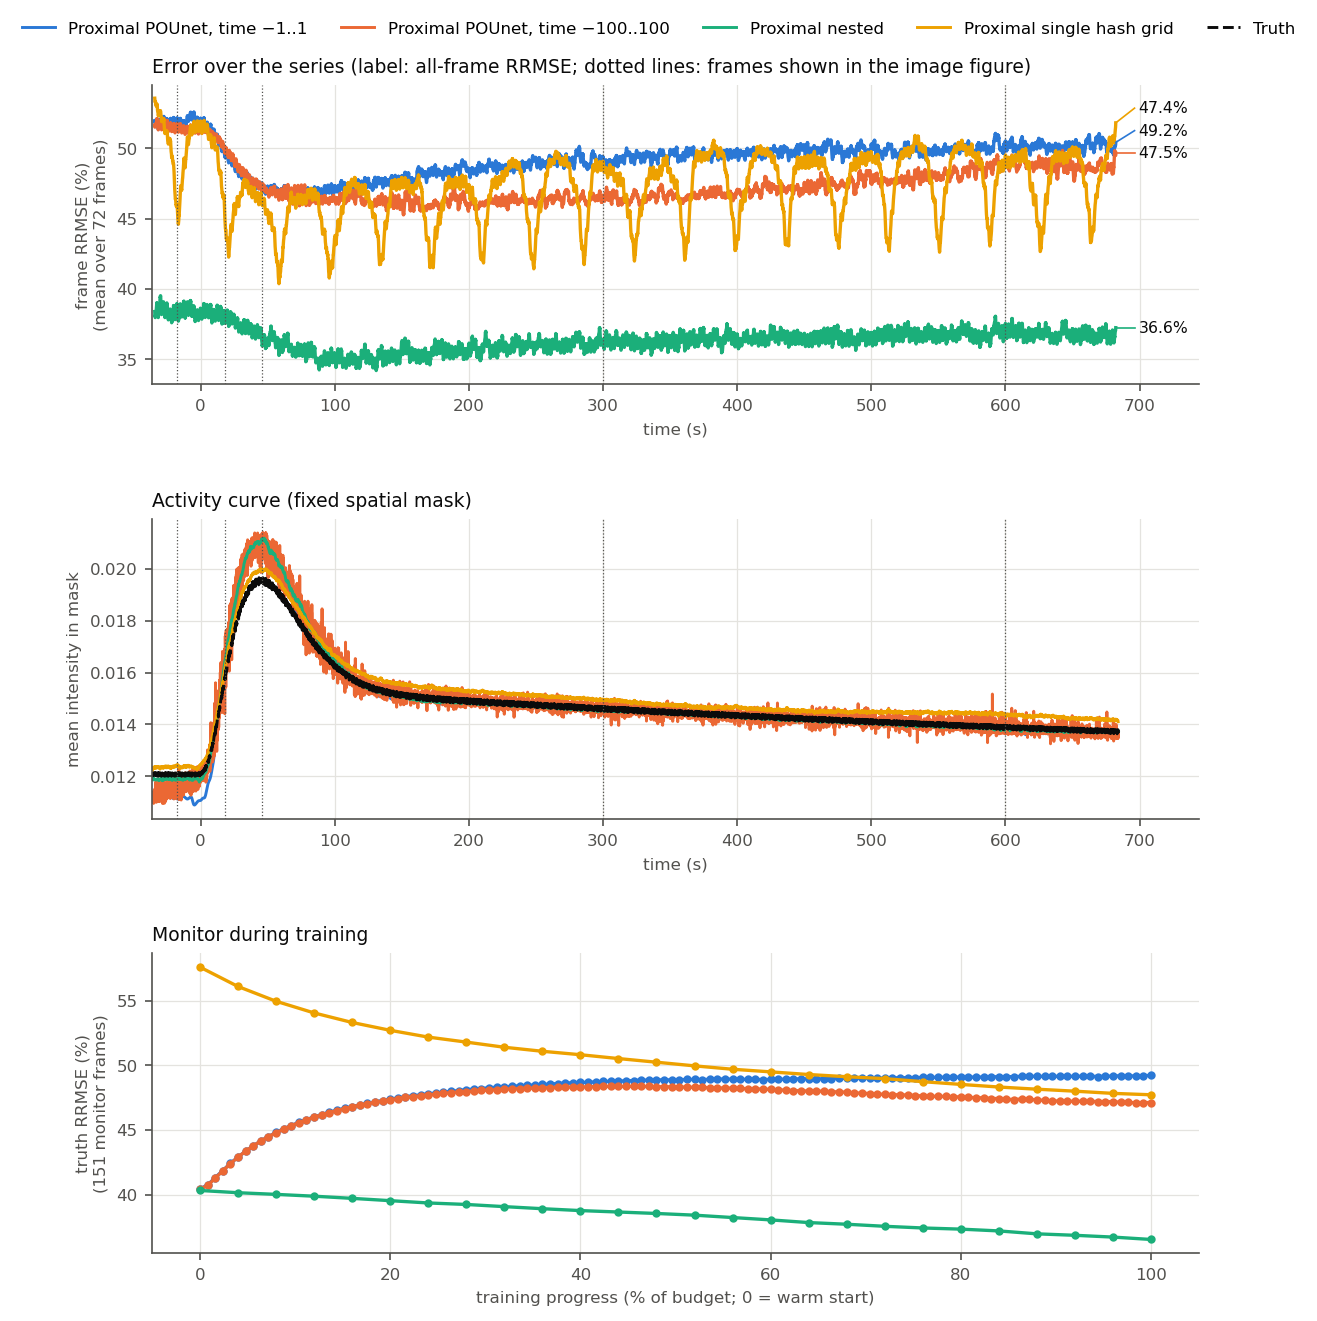 Proximal POUnet, time −1..1 Proximal POUnet, time −100..100 Proximal nested Proximal single hash grid Truth
Error over the series (label: all-frame RRMSE; dotted lines: frames shown in the image figure)
frame RRMSE (%)
(mean over 72 frames)
50
45
40
35
47.4%
49.2%
47.5%
36.6%
0 100 200 300 400 500 600 700
time (s)
Activity curve (fixed spatial mask)
mean intensity in mask
0.020
0.018
0.016
0.014
0.012
0 100 200 300 400 500 600 700
time (s)
Monitor during training
truth RRMSE (%)
(151 monitor frames)
55
50
45
40
0 20 40 60 80 100
training progress (% of budget; 0 = warm start)